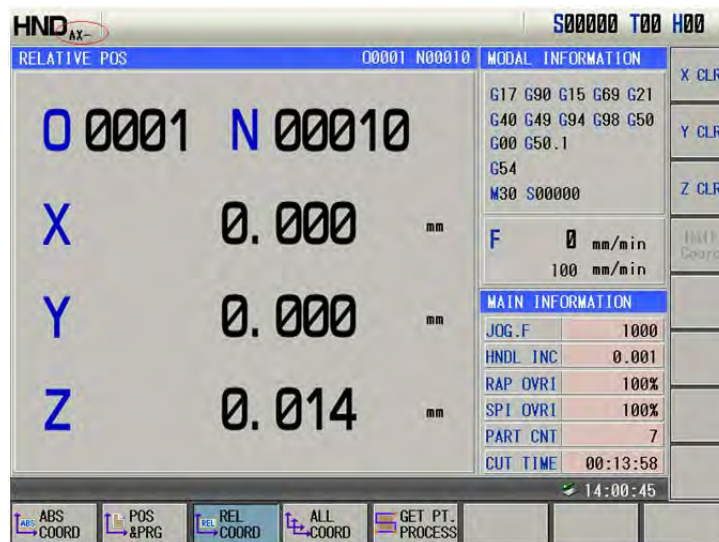 HND AX- S00000 T00 H00
RELATIVE POS O0001 N00010
O 0001 N 00010
X 0.000 mm
Y 0.000 mm
Z 0.014 mm
MODAL INFORMATION
G17 G90 G15 G69 G21
G40 G49 G94 G98 G50
G00 G50.1
G54
M30 S00000
F 0 mm/min
100 mm/min
MAIN INFORMATION
JOG.F 1000
HNDL INC 0.001
RAP OVRI 100%
SPI OVRI 100%
PART CNT 7
CUT TIME 00:13:58
14:00:45
X CLR
Y CLR
Z CLR
ABS COORD
POS &PRG
REL COORD
ALL COORD
GET PT. PROCESS